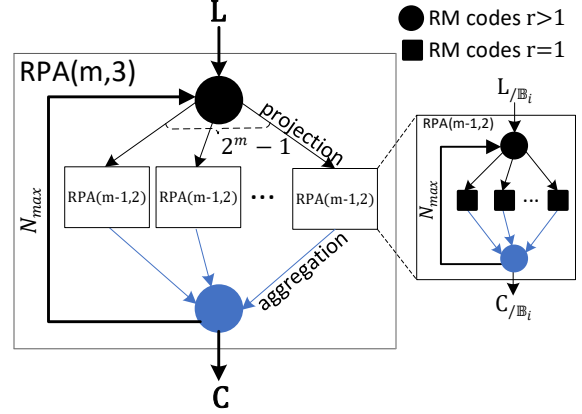 L
RM codes r>1
RM codes r=1
RPA(m,3)
projection
2^m − 1
N_max
RPA(m-1,2)
RPA(m-1,2)
...
RPA(m-1,2)
aggregation
C
L_{/𝔹_i}
RPA(m-1,2)
N_max
...
C_{/𝔹_i}